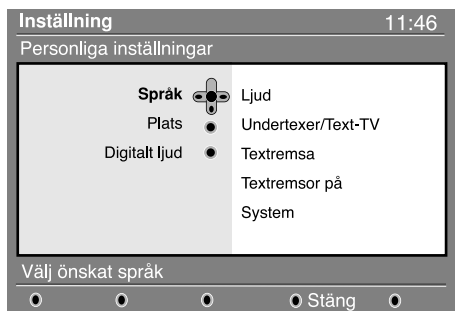 Inställning 11:46
Personliga inställningar
Språk
Plats
Digitalt ljud
Ljud
Undertexer/Text-TV
Textremsa
Textremsor på
System
Välj önskat språk
Stäng